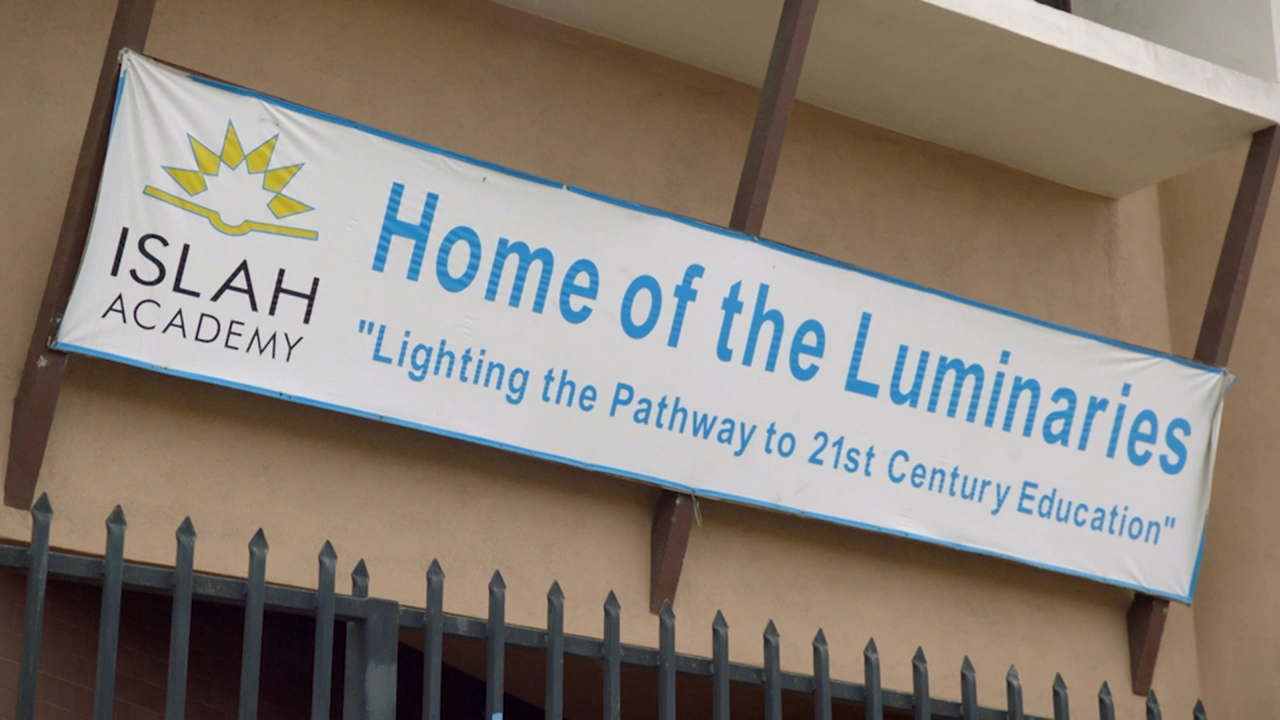 ISLAH
ACADEMY
Home of the Luminaries
"Lighting the Pathway to 21st Century Education"